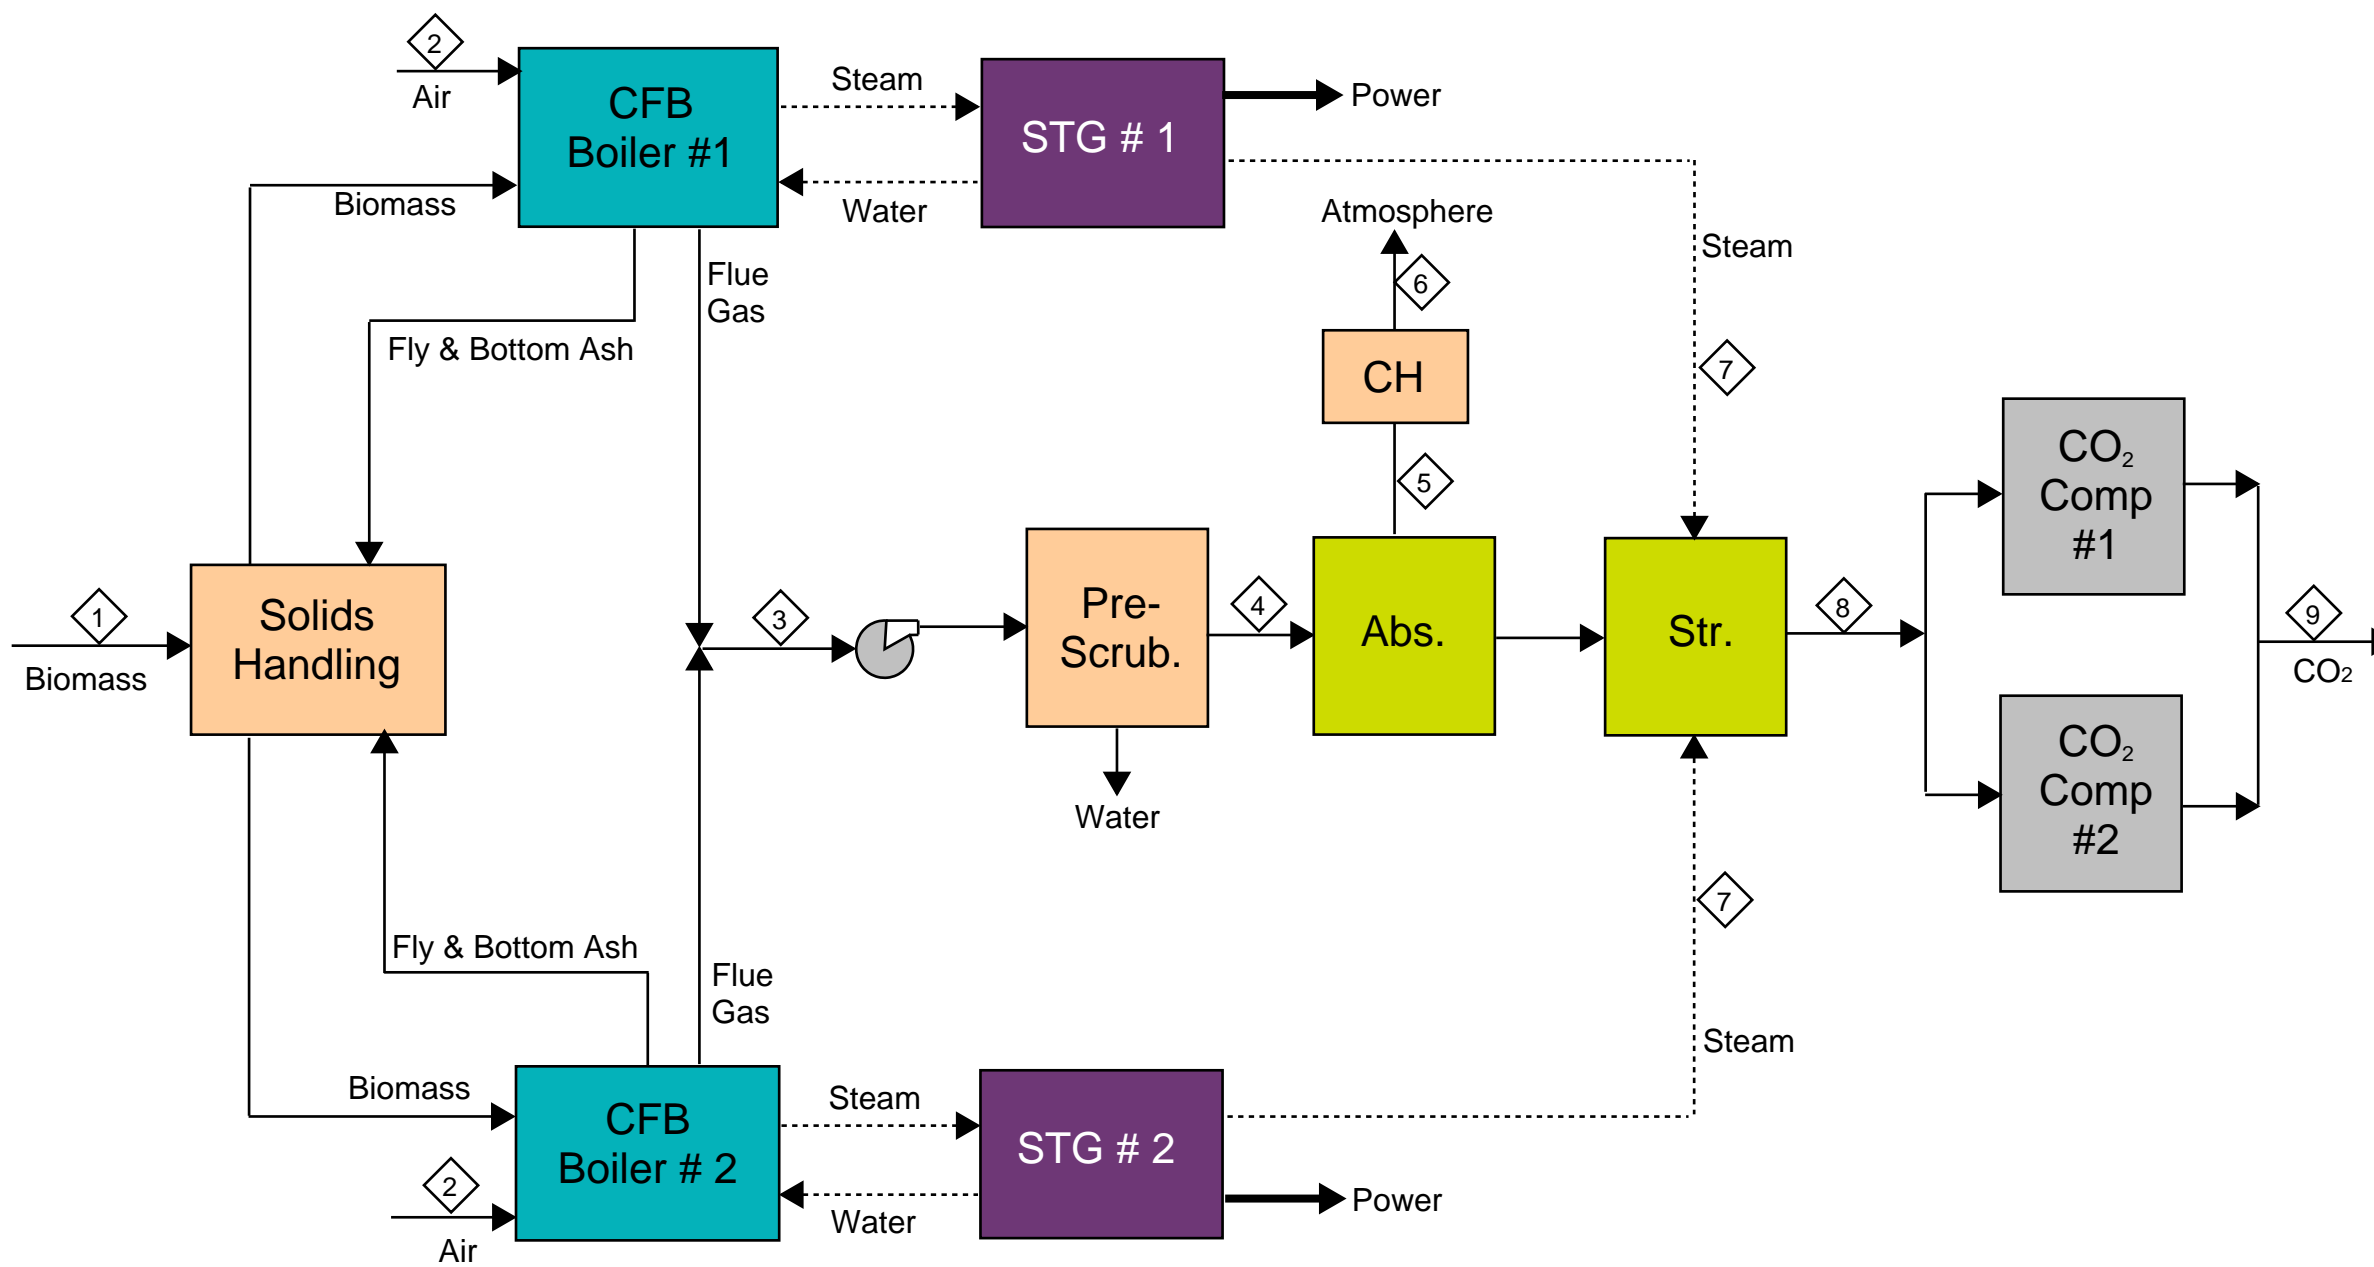 2
Air
CFB
Boiler #1
Steam
Water
STG # 1
Power
Biomass
Atmosphere
Steam
Flue
Gas
6
Fly & Bottom Ash
CH
7
5
CO₂
Comp
#1
1
Biomass
Solids
Handling
3
Pre-
Scrub.
4
Abs.
Str.
8
9
CO2
Water
CO₂
Comp
#2
7
Fly & Bottom Ash
Flue
Gas
Steam
Biomass
CFB
Boiler # 2
Steam
Water
STG # 2
Power
2
Air